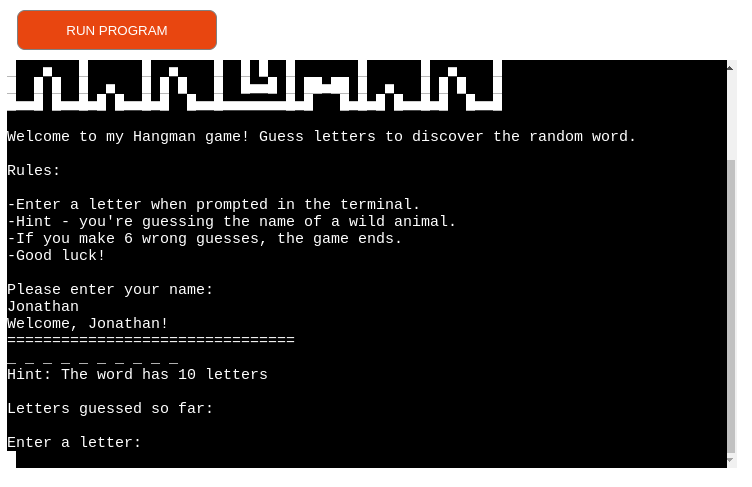 RUN PROGRAM
Welcome to my Hangman game! Guess letters to discover the random word.
Rules:
-Enter a letter when prompted in the terminal.
-Hint - you're guessing the name of a wild animal.
-If you make 6 wrong guesses, the game ends.
-Good luck!
Please enter your name:
Jonathan
Welcome, Jonathan!
================================
_ _ _ _ _ _ _ _ _ _
Hint: The word has 10 letters
Letters guessed so far:
Enter a letter: